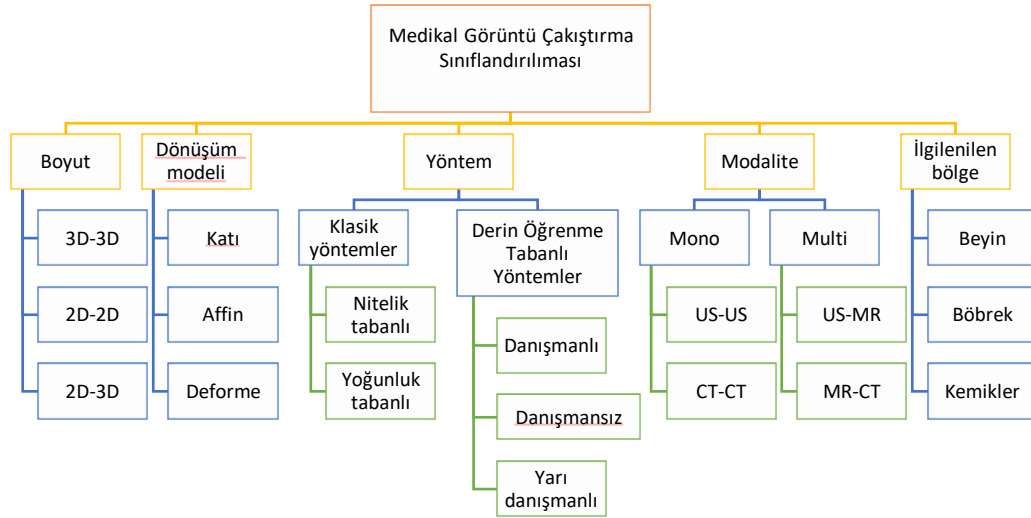 Medikal Görüntü Çakıştırma
Sınıflandırılıması
Boyut
3D-3D
2D-2D
2D-3D
Dönüşüm
modeli
Katı
Affin
Deforme
Yöntem
Klasik
yöntemler
Nitelik
tabanlı
Yoğunluk
tabanlı
Derin Öğrenme
Tabanlı
Yöntemler
Danışmanlı
Danışmansız
Yarı
danışmanlı
Modalite
Mono
US-US
CT-CT
Multi
US-MR
MR-CT
İlgilenilen
bölge
Beyin
Böbrek
Kemikler